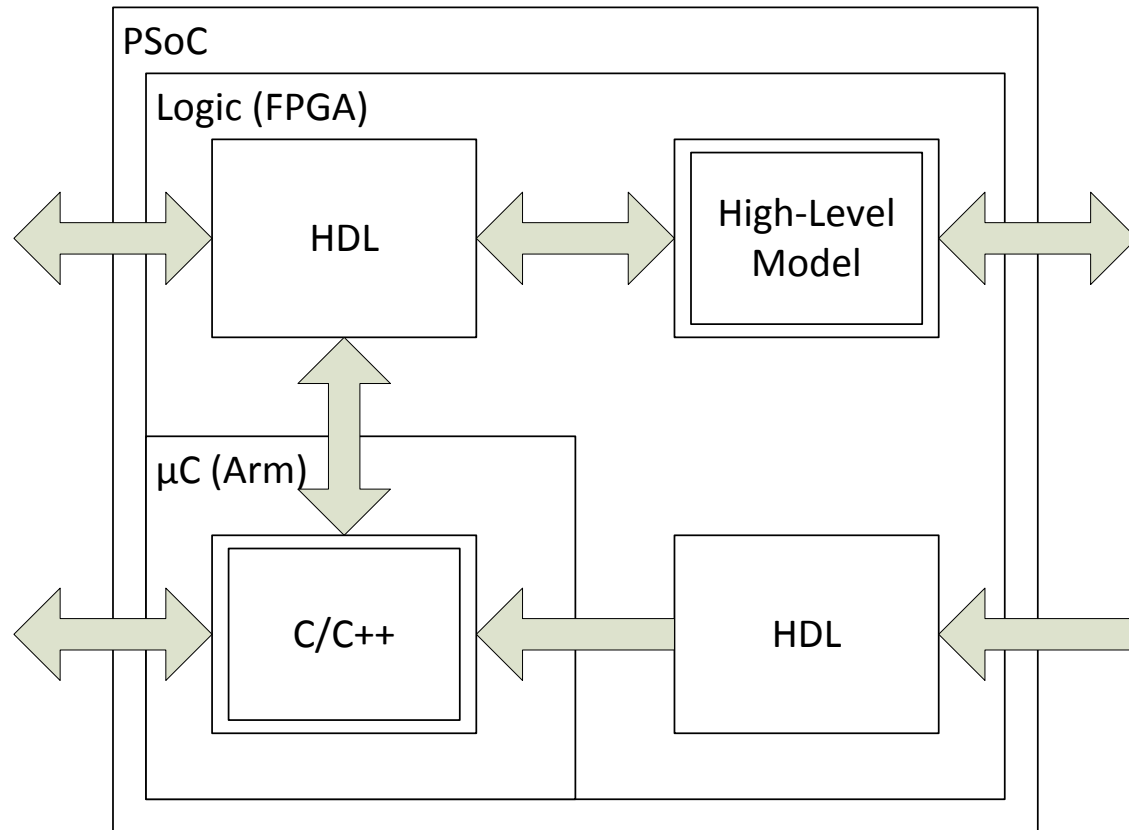 PSoC
Logic (FPGA)
HDL
High-Level
Model
µC (Arm)
C/C++
HDL